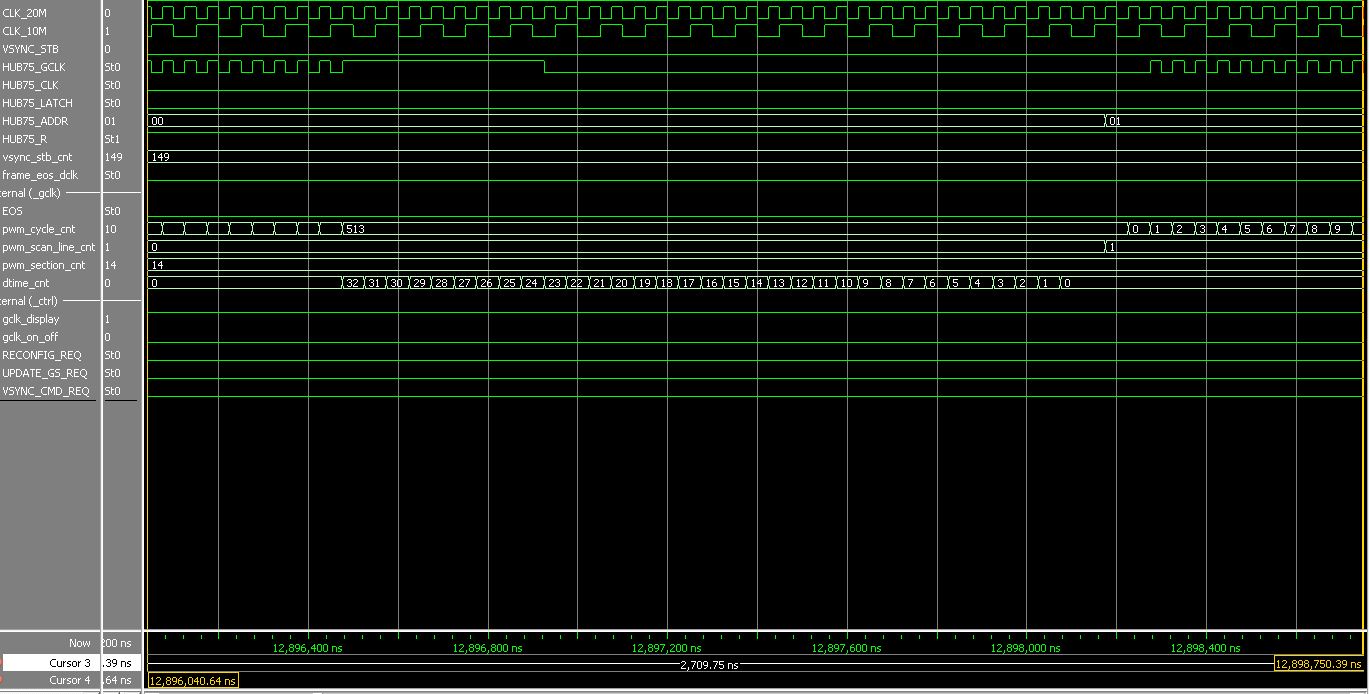 CLK_20M 0
CLK_10M 1
VSYNC_STB 0
HUB75_GCLK St0
HUB75_CLK St0
HUB75_LATCH St0
HUB75_ADDR 01 00 01
HUB75_R St1
vsync_stb_cnt 149 149
frame_eos_dclk St0
ernal (_gclk)
EOS St0
pwm_cycle_cnt 10 513 0 1 2 3 4 5 6 7 8 9
pwm_scan_line_cnt 1 0 1
pwm_section_cnt 14 14
dtime_cnt 0 0 32 31 30 29 28 27 26 25 24 23 22 21 20 19 18 17 16 15 14 13 12 11 10 9 8 7 6 5 4 3 2 1 0
ernal (_ctrl)
gclk_display 1
gclk_on_off 0
RECONFIG_REQ St0
UPDATE_GS_REQ St0
VSYNC_CMD_REQ St0
Now 200 ns 12,896,400 ns 12,896,800 ns 12,897,200 ns 12,897,600 ns 12,898,000 ns 12,898,400 ns
Cursor 3 .39 ns 2,709.75 ns 12,898,750.39 ns
Cursor 4 .64 ns 12,896,040.64 ns